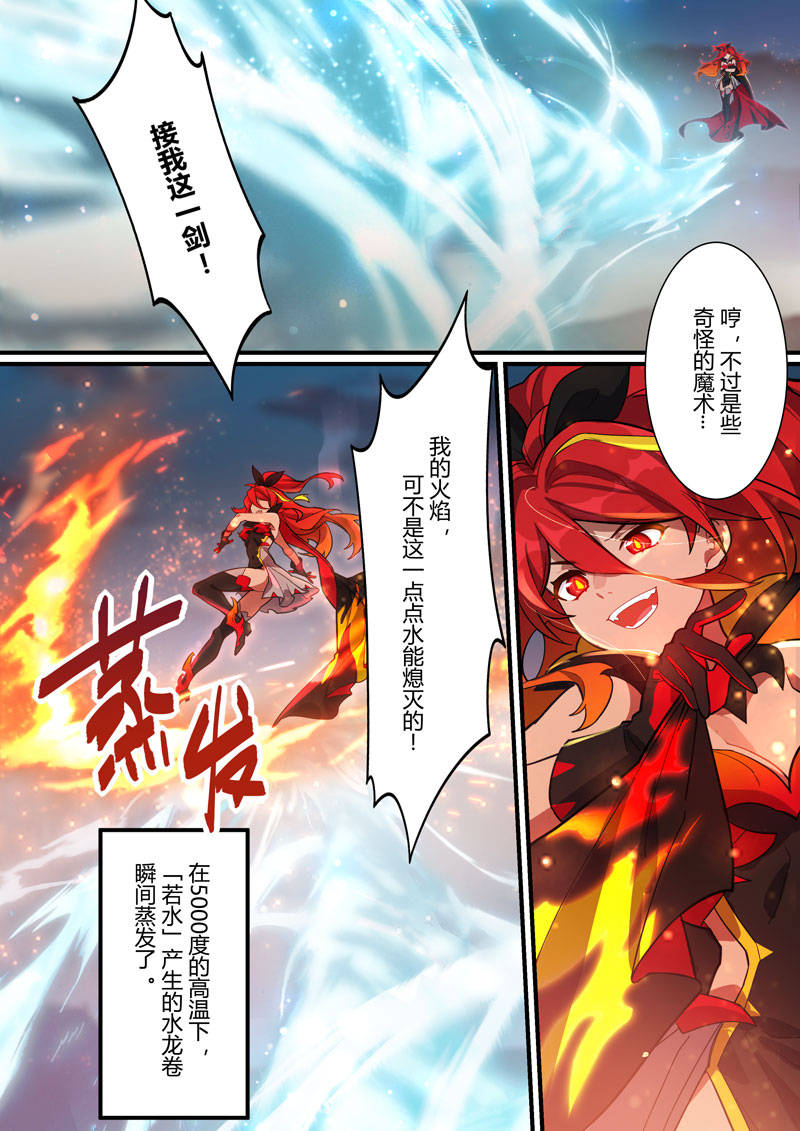 接我这一剑！
哼，不过是些
奇怪的魔术…
我的火焰，
可不是这一点点水能熄灭的！
蒸发
在5000度的高温下，
「若水」产生的水龙卷
瞬间蒸发了。